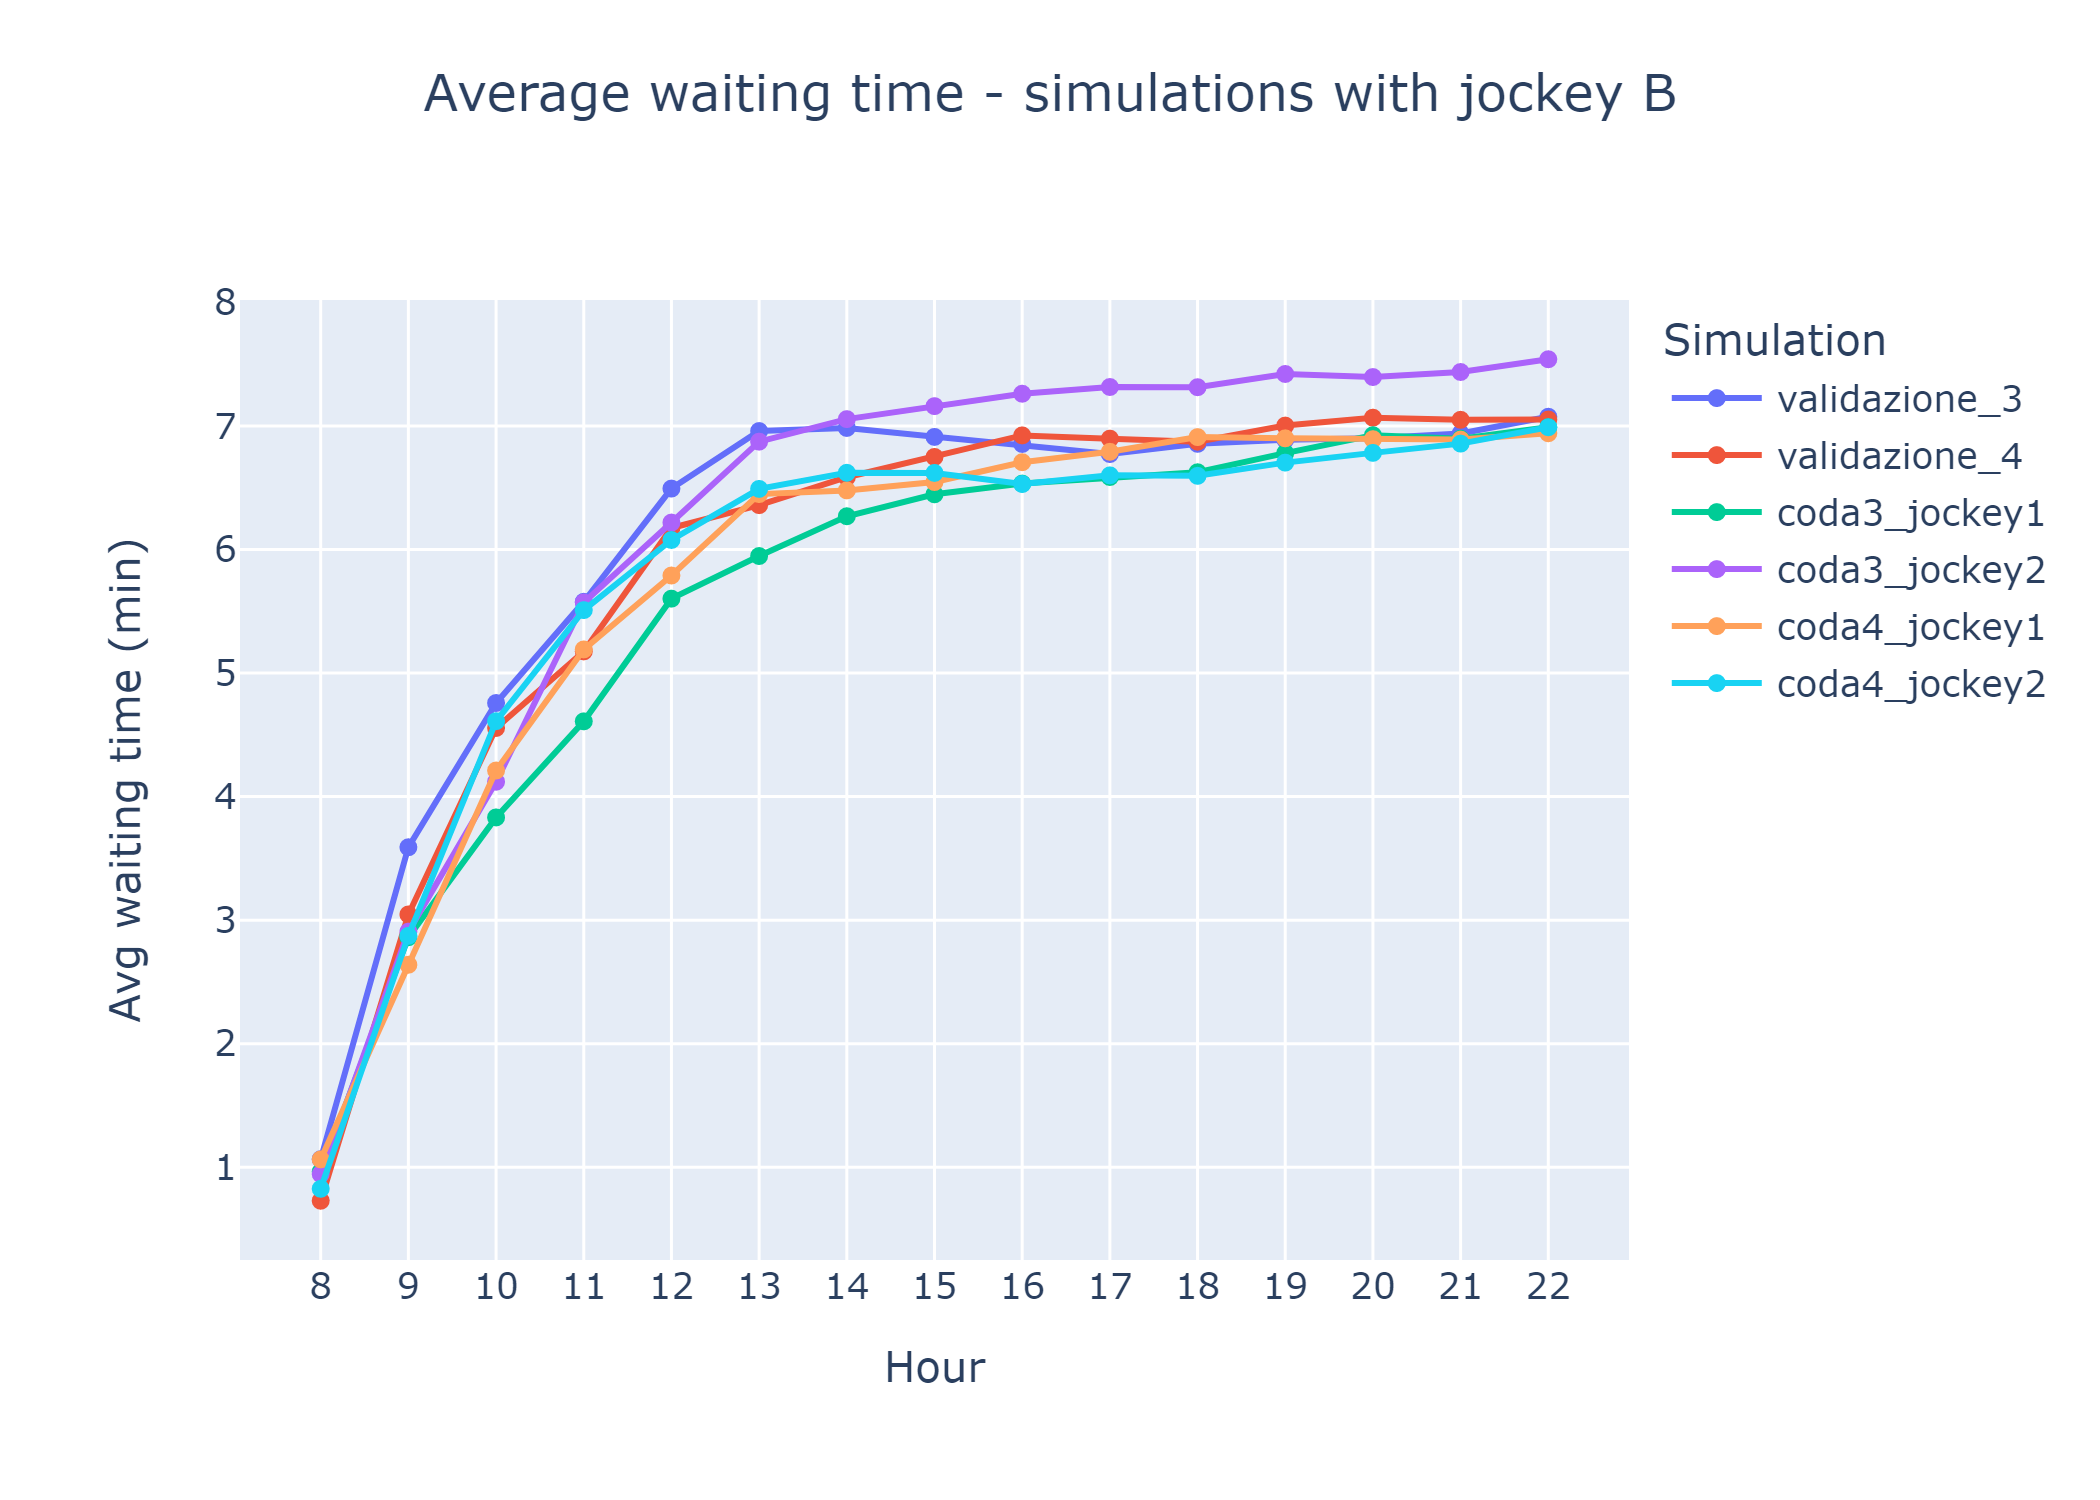 Average waiting time - simulations with jockey B
8
7
6
5
4
3
2
1
Avg waiting time (min)
8 9 10 11 12 13 14 15 16 17 18 19 20 21 22
Hour
Simulation
validazione_3
validazione_4
coda3_jockey1
coda3_jockey2
coda4_jockey1
coda4_jockey2